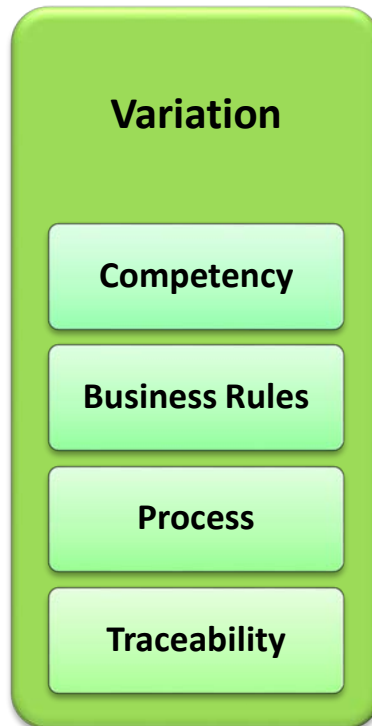 Variation
Competency
Business Rules
Process
Traceability